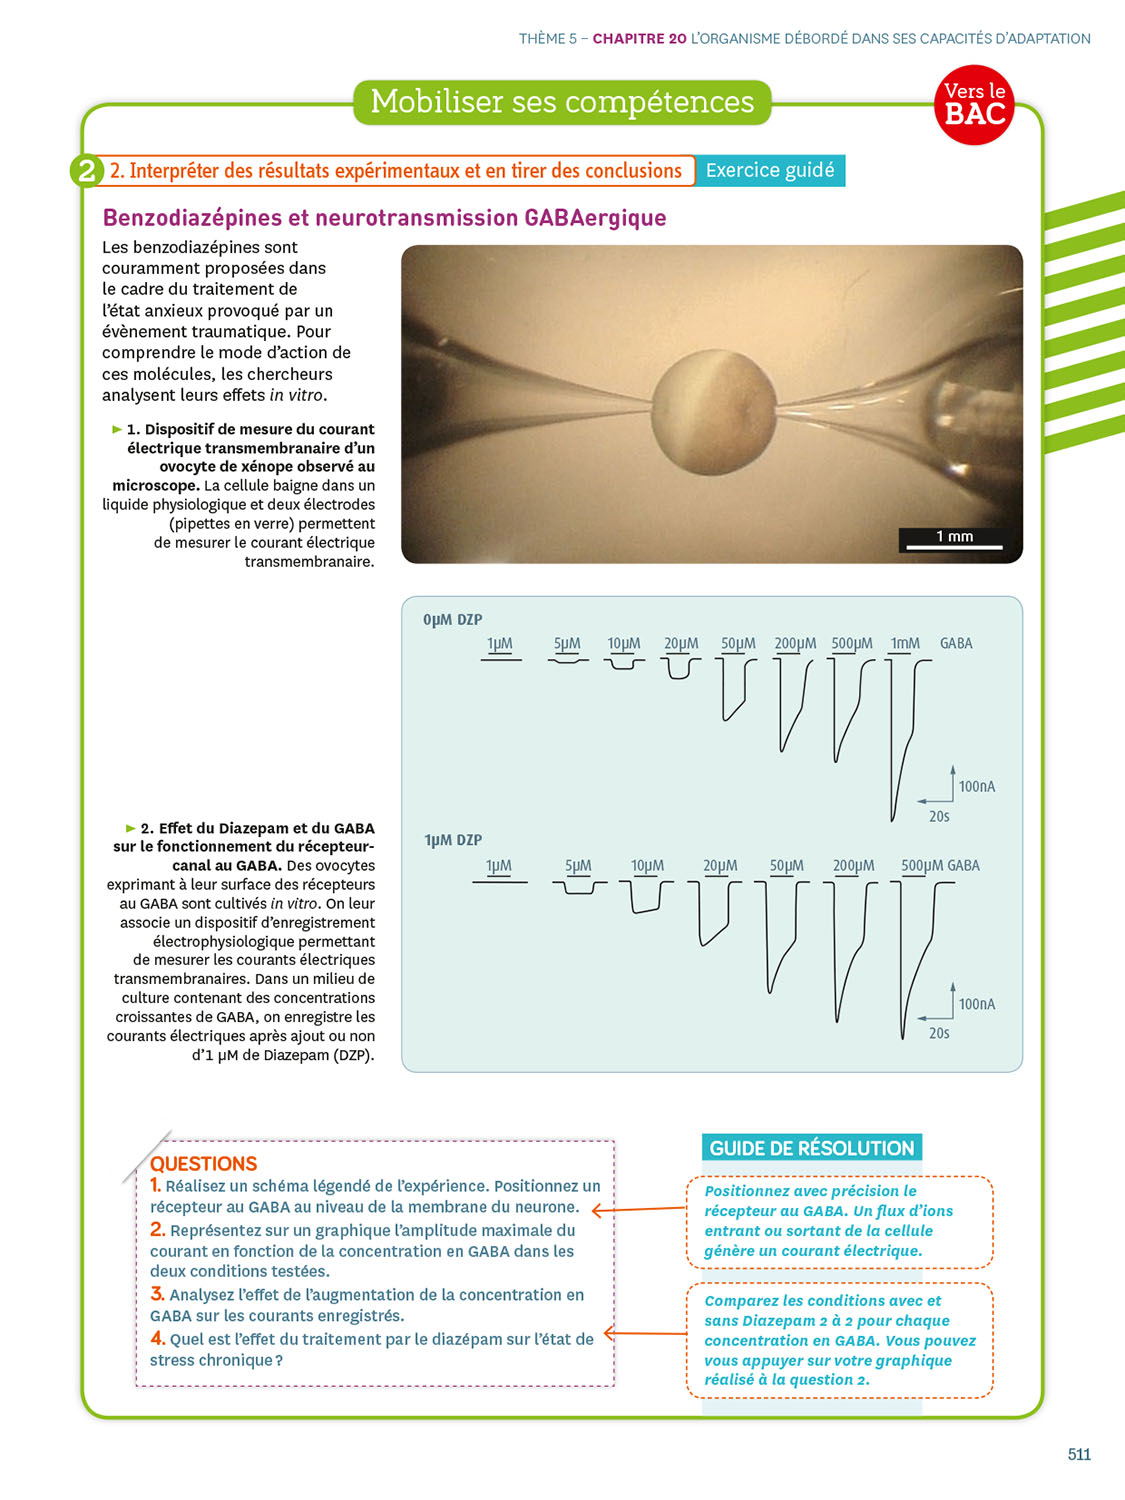 THÈME 5 – CHAPITRE 20 L'ORGANISME DÉBORDÉ DANS SES CAPACITÉS D'ADAPTATION
Mobiliser ses compétences
Vers le
BAC
2 2. Interpréter des résultats expérimentaux et en tirer des conclusions Exercice guidé
Benzodiazépines et neurotransmission GABAergique
Les benzodiazépines sont
couramment proposées dans
le cadre du traitement de
l'état anxieux provoqué par un
évènement traumatique. Pour
comprendre le mode d'action de
ces molécules, les chercheurs
analysent leurs effets in vitro.
► 1. Dispositif de mesure du courant
électrique transmembranaire d'un
ovocyte de xénope observé au
microscope. La cellule baigne dans un
liquide physiologique et deux électrodes
(pipettes en verre) permettent
de mesurer le courant électrique
transmembranaire.
1 mm
0µM DZP
1µM 5µM 10µM 20µM 50µM 200µM 500µM 1mM GABA
100nA
20s
1µM DZP
1µM 5µM 10µM 20µM 50µM 200µM 500µM GABA
100nA
20s
► 2. Effet du Diazepam et du GABA
sur le fonctionnement du récepteur-
canal au GABA. Des ovocytes
exprimant à leur surface des récepteurs
au GABA sont cultivés in vitro. On leur
associe un dispositif d'enregistrement
électrophysiologique permettant
de mesurer les courants électriques
transmembranaires. Dans un milieu de
culture contenant des concentrations
croissantes de GABA, on enregistre les
courants électriques après ajout ou non
d'1 µM de Diazepam (DZP).
QUESTIONS
1. Réalisez un schéma légendé de l'expérience. Positionnez un
récepteur au GABA au niveau de la membrane du neurone.
2. Représentez sur un graphique l'amplitude maximale du
courant en fonction de la concentration en GABA dans les
deux conditions testées.
3. Analysez l'effet de l'augmentation de la concentration en
GABA sur les courants enregistrés.
4. Quel est l'effet du traitement par le diazépam sur l'état de
stress chronique ?
GUIDE DE RÉSOLUTION
Positionnez avec précision le
récepteur au GABA. Un flux d'ions
entrant ou sortant de la cellule
génère un courant électrique.
Comparez les conditions avec et
sans Diazepam 2 à 2 pour chaque
concentration en GABA. Vous pouvez
vous appuyer sur votre graphique
réalisé à la question 2.
511